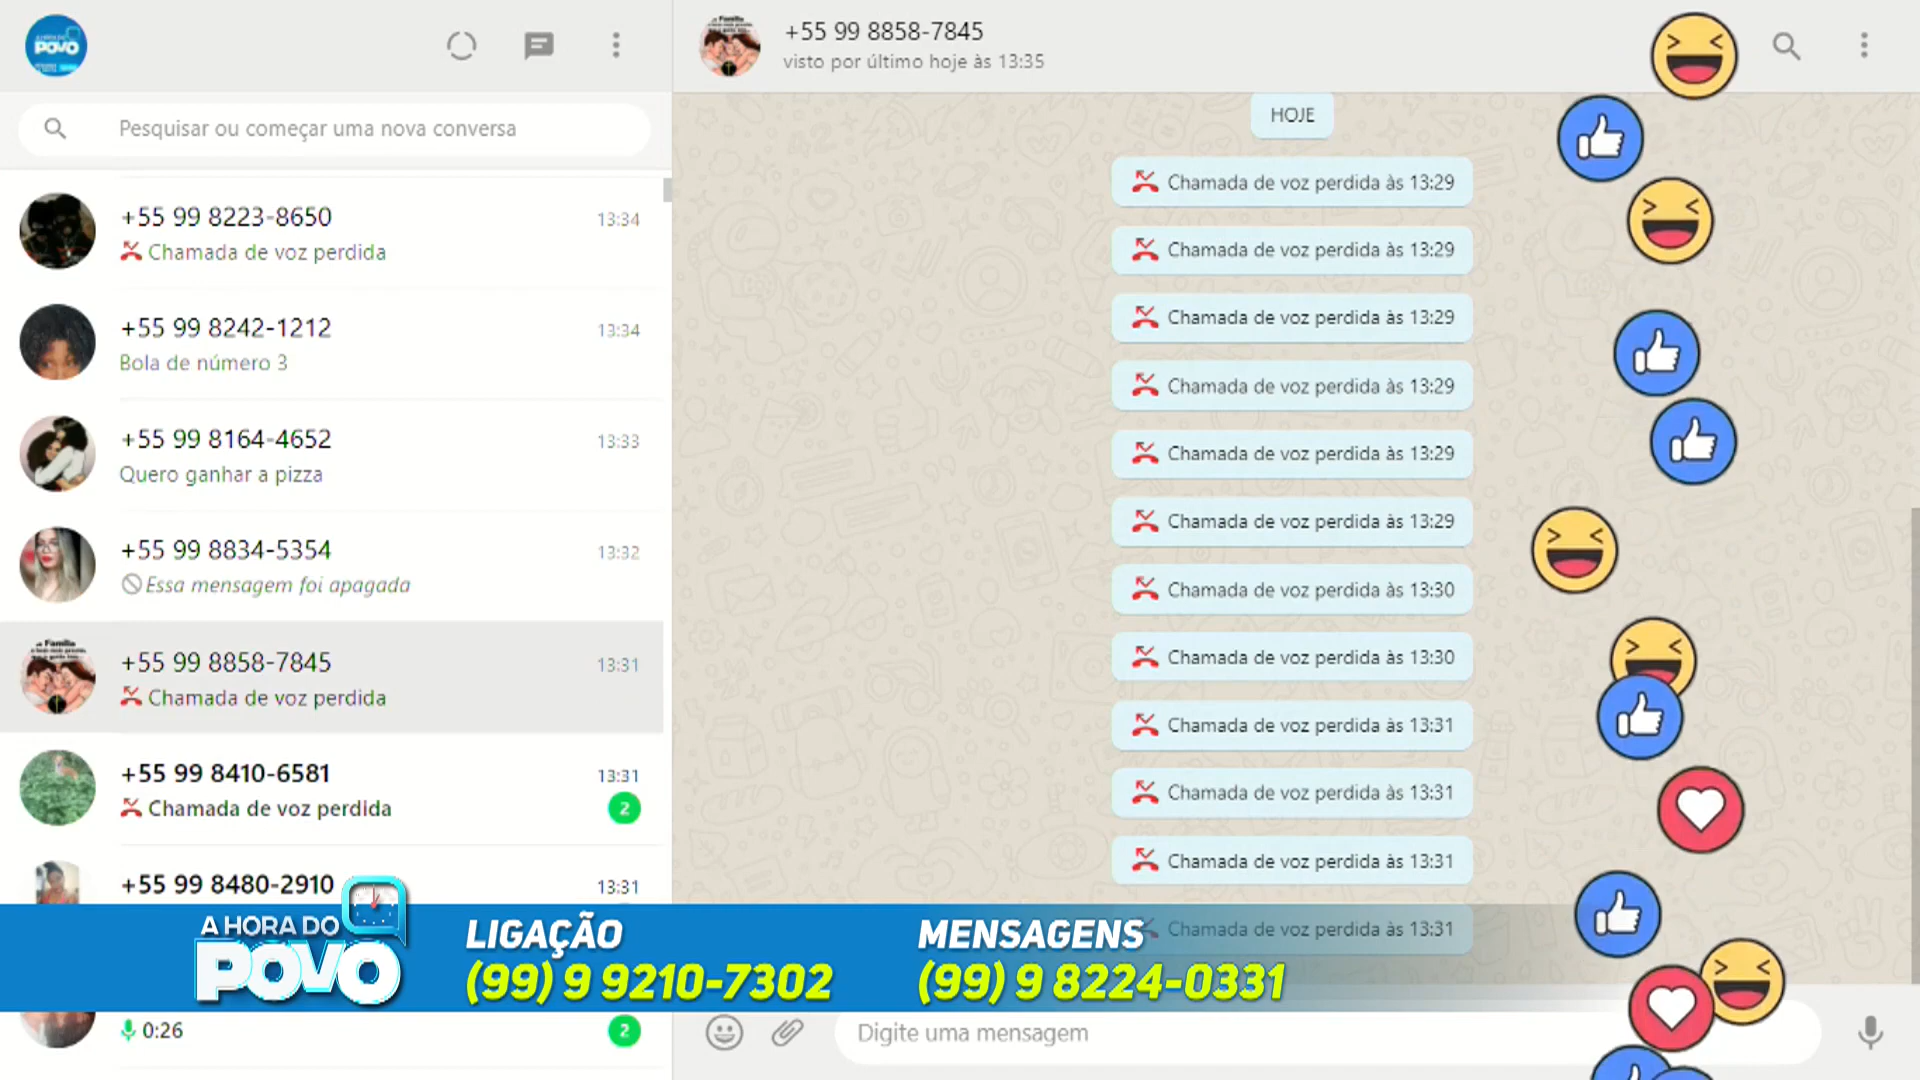 POVO
Pesquisar ou começar uma nova conversa
+55 99 8223-8650
13:34
Chamada de voz perdida
+55 99 8242-1212
13:34
Bola de número 3
+55 99 8164-4652
13:33
Quero ganhar a pizza
+55 99 8834-5354
13:32
Essa mensagem foi apagada
+55 99 8858-7845
13:31
Chamada de voz perdida
+55 99 8410-6581
13:31
Chamada de voz perdida
2
+55 99 8480-2910
13:31
0:26
2
+55 99 8858-7845
visto por último hoje às 13:35
HOJE
Chamada de voz perdida às 13:29
Chamada de voz perdida às 13:29
Chamada de voz perdida às 13:29
Chamada de voz perdida às 13:29
Chamada de voz perdida às 13:29
Chamada de voz perdida às 13:29
Chamada de voz perdida às 13:30
Chamada de voz perdida às 13:30
Chamada de voz perdida às 13:31
Chamada de voz perdida às 13:31
Chamada de voz perdida às 13:31
Chamada de voz perdida às 13:31
Digite uma mensagem
A HORA DO
POVO
LIGAÇÃO
(99) 9 9210-7302
MENSAGENS
(99) 9 8224-0331